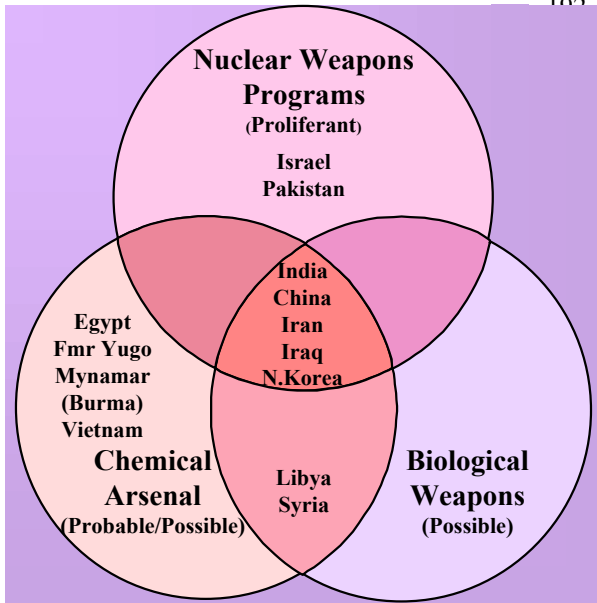 Nuclear Weapons
Programs
(Proliferant)
Israel
Pakistan
India
China
Iran
Iraq
N.Korea
Egypt
Fmr Yugo
Mynamar
(Burma)
Vietnam
Chemical
Arsenal
(Probable/Possible)
Libya
Syria
Biological
Weapons
(Possible)